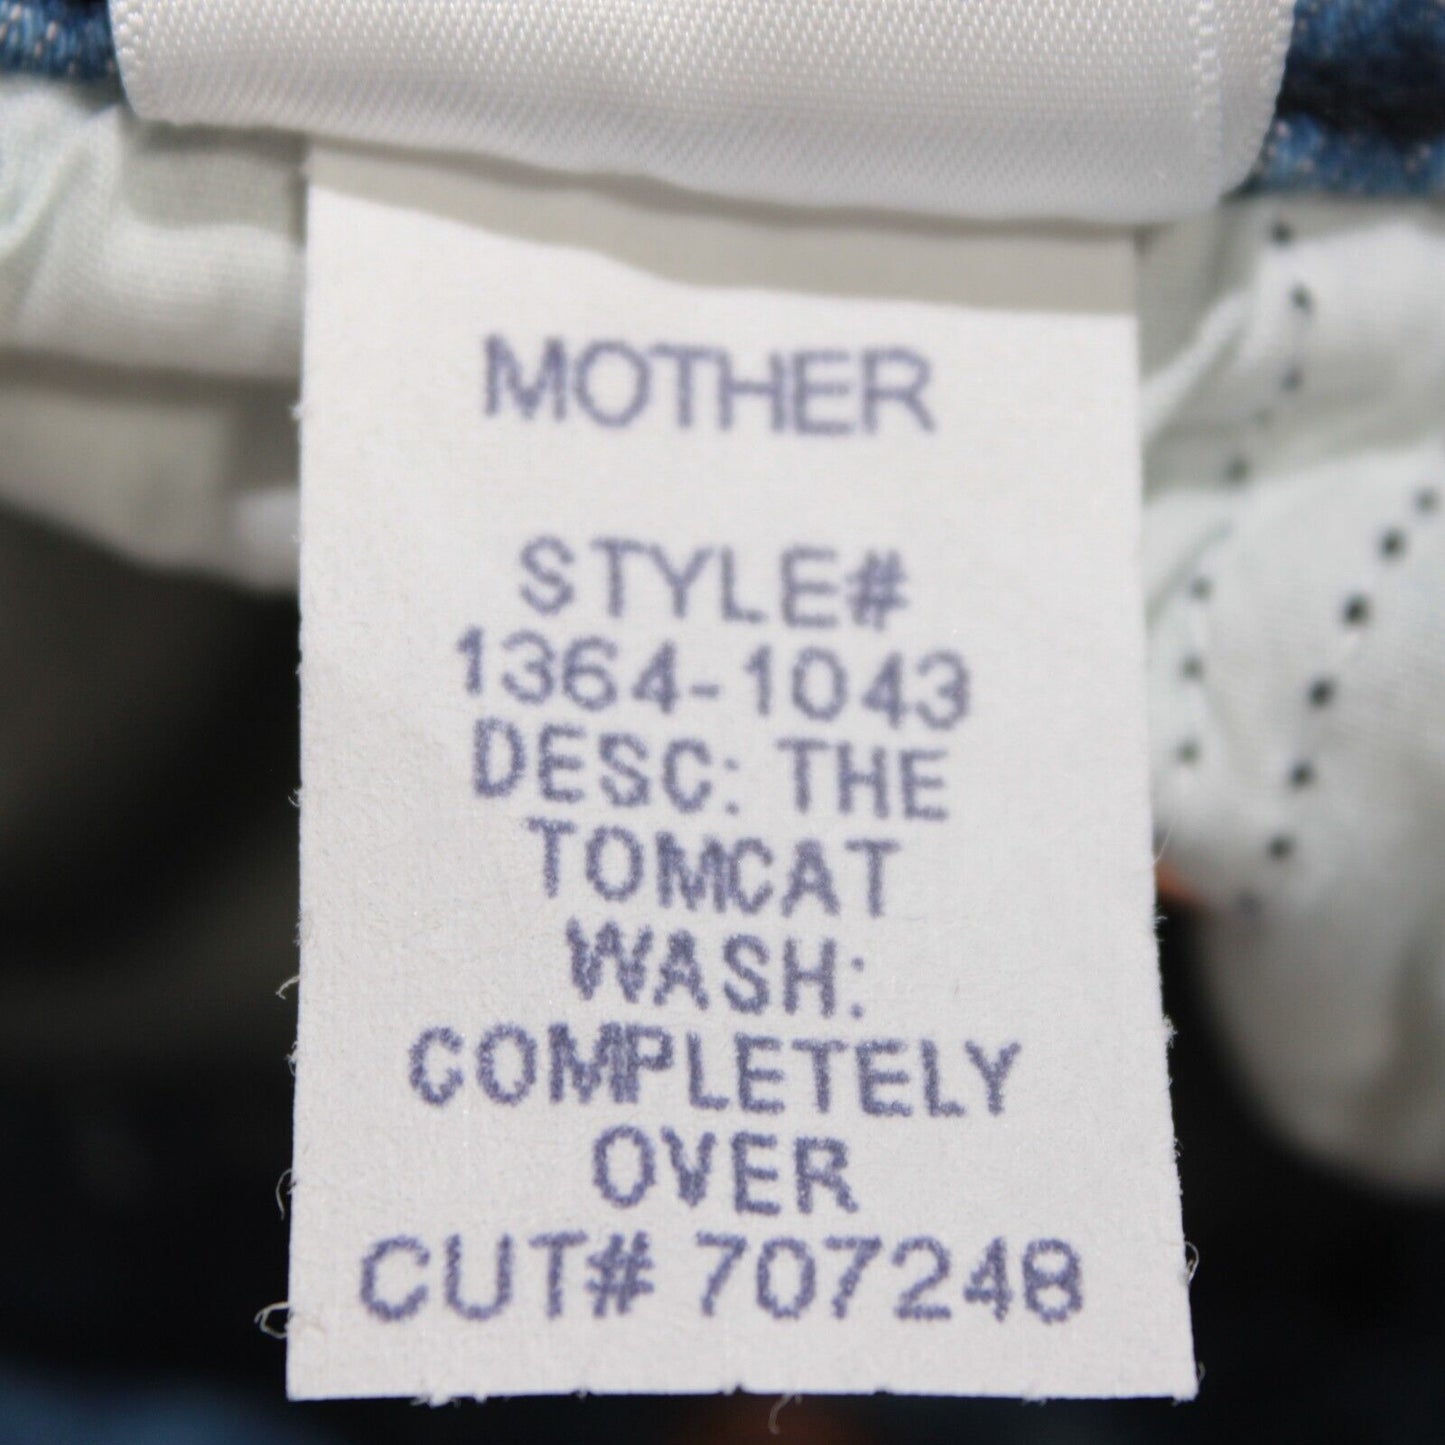 MOTHER
STYLE#
1364-1043
DESC: THE
TOMCAT
WASH:
COMPLETELY
OVER
CUT# 707248